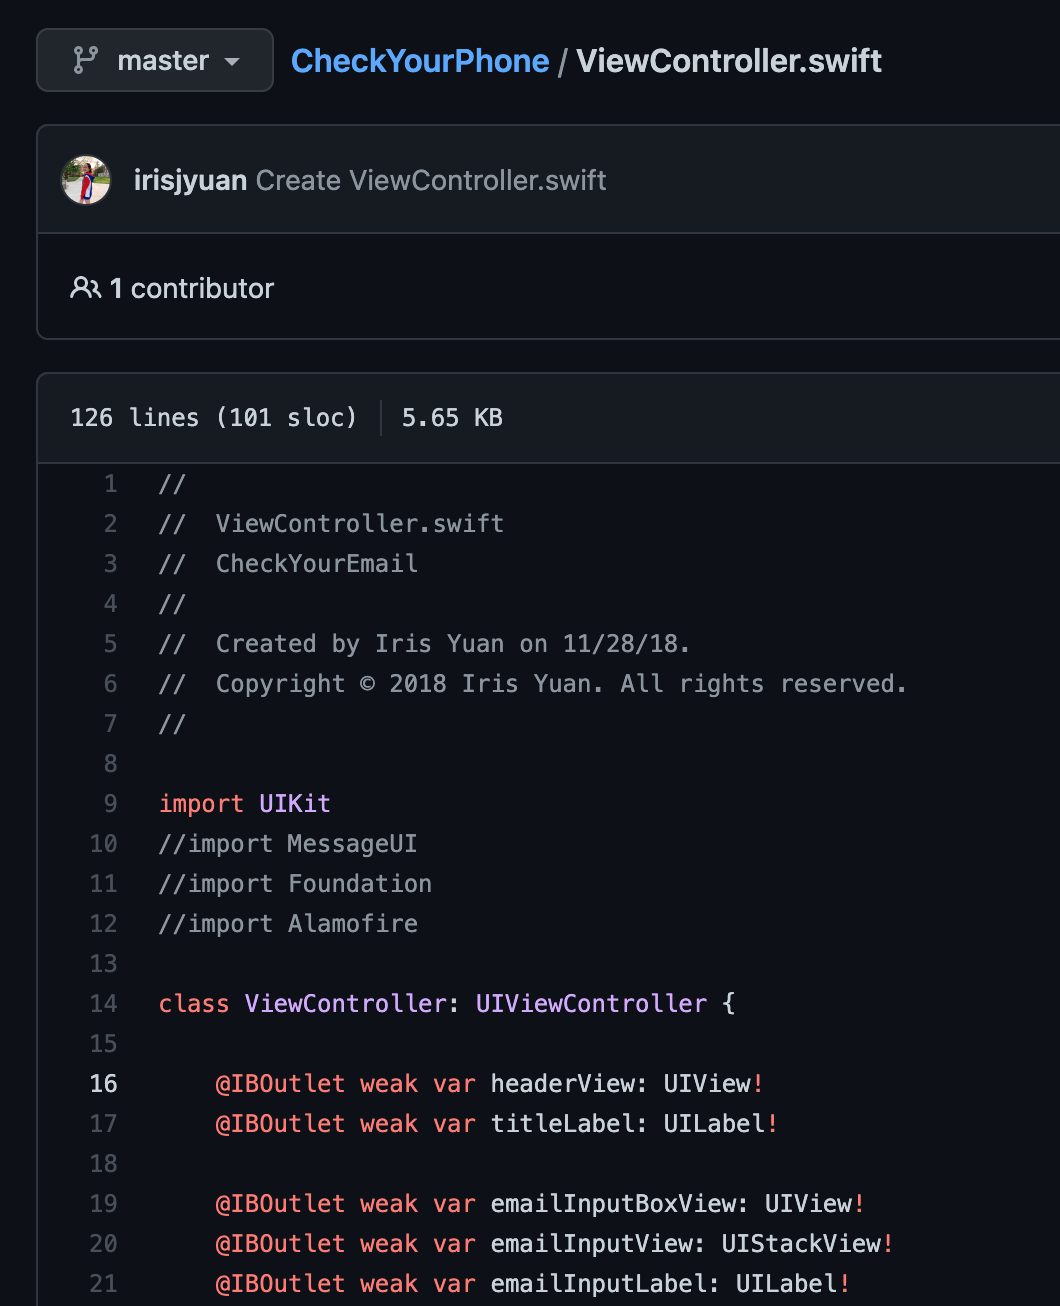 master CheckYourPhone / ViewController.swift
irisjyuan Create ViewController.swift
1 contributor
126 lines (101 sloc) 5.65 KB
1 //
2 //  ViewController.swift
3 //  CheckYourEmail
4 //
5 //  Created by Iris Yuan on 11/28/18.
6 //  Copyright © 2018 Iris Yuan. All rights reserved.
7 //
8
9 import UIKit
10 //import MessageUI
11 //import Foundation
12 //import Alamofire
13
14 class ViewController: UIViewController {
15
16     @IBOutlet weak var headerView: UIView!
17     @IBOutlet weak var titleLabel: UILabel!
18
19     @IBOutlet weak var emailInputBoxView: UIView!
20     @IBOutlet weak var emailInputView: UIStackView!
21     @IBOutlet weak var emailInputLabel: UILabel!